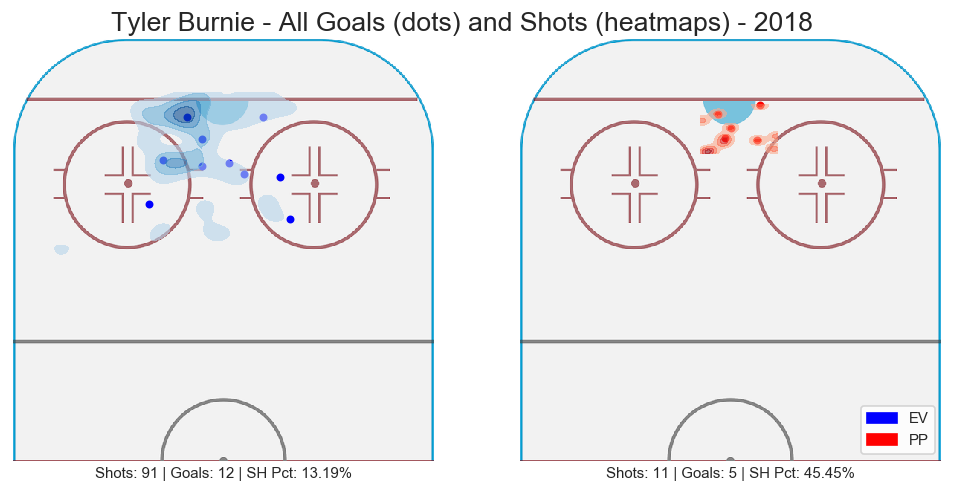 Tyler Burnie - All Goals (dots) and Shots (heatmaps) - 2018
EV
PP
Shots: 91 | Goals: 12 | SH Pct: 13.19%
Shots: 11 | Goals: 5 | SH Pct: 45.45%